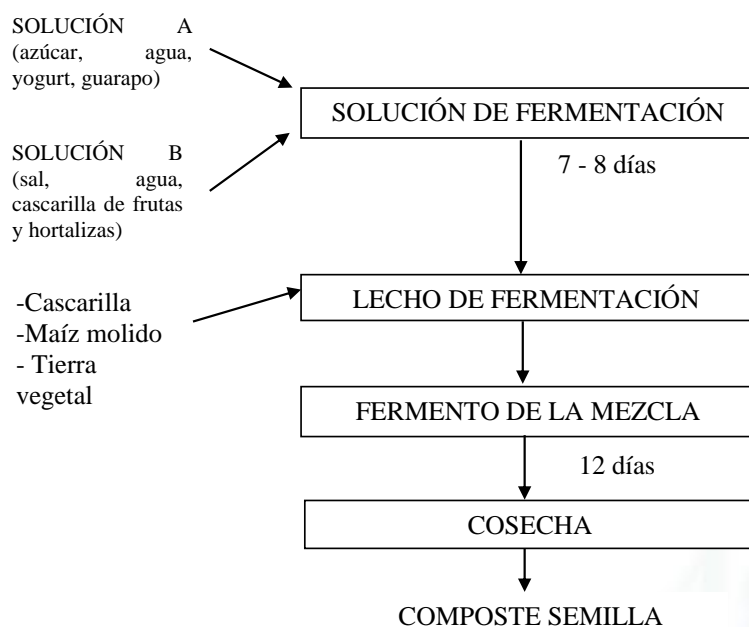 SOLUCIÓN A
(azúcar, agua,
yogurt, guarapo)
SOLUCIÓN DE FERMENTACIÓN
SOLUCIÓN B
(sal, agua,
cascarilla de frutas
y hortalizas)
7 - 8 días
-Cascarilla
-Maíz molido
- Tierra
vegetal
LECHO DE FERMENTACIÓN
FERMENTO DE LA MEZCLA
12 días
COSECHA
COMPOSTE SEMILLA